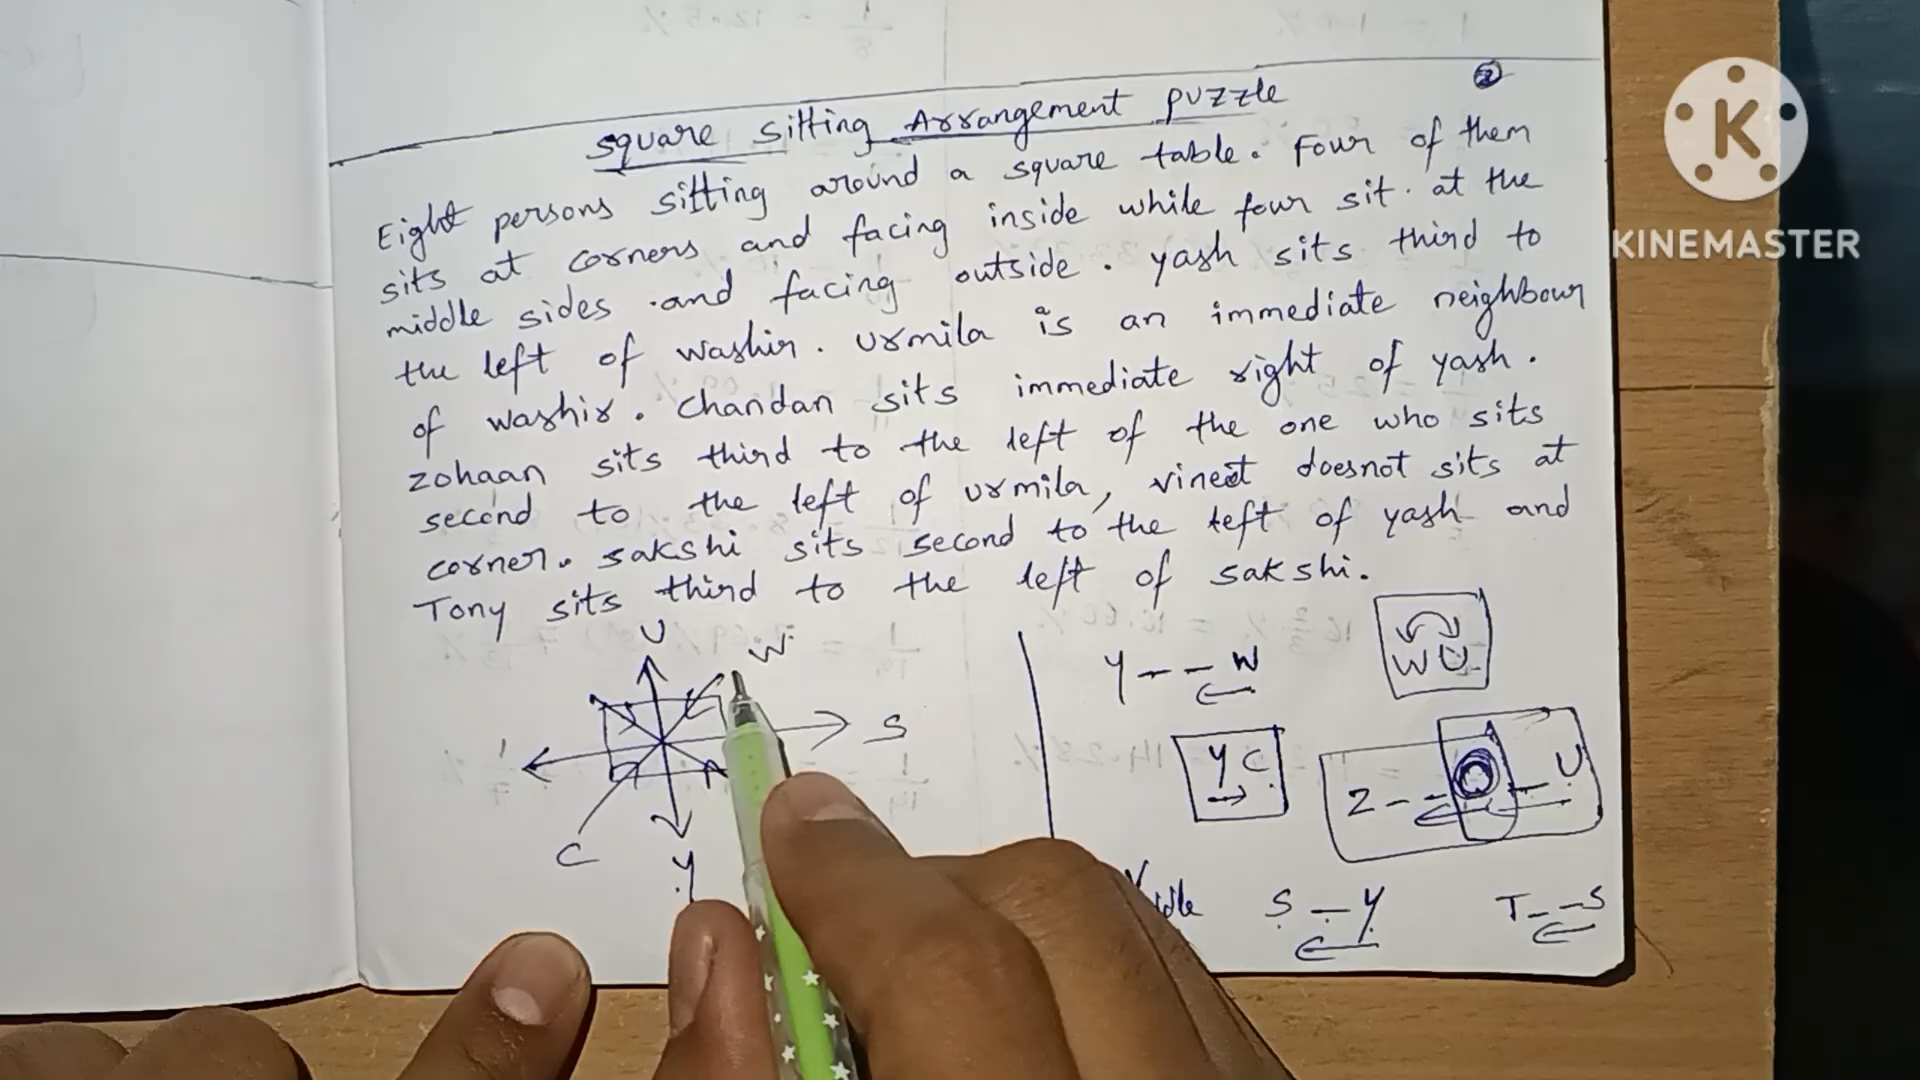 ②
Square Sitting Arrangement puzzle
Eight persons sitting around a square table. Four of them
sits at corners and facing inside while four sit at the
middle sides and facing outside. yash sits third to
the left of washir. urmila is an immediate neighbour
of washir. Chandan sits immediate right of yash.
zohaan sits third to the left of the one who sits
second to the left of urmila, vineet doesnot sits at
corner. sakshi sits second to the left of yash and
Tony sits third to the left of sakshi.
U
W
S
C
Y
Y - - W
W U
Y C
Z - - - U
S - Y
T - - S
K
KINEMASTER